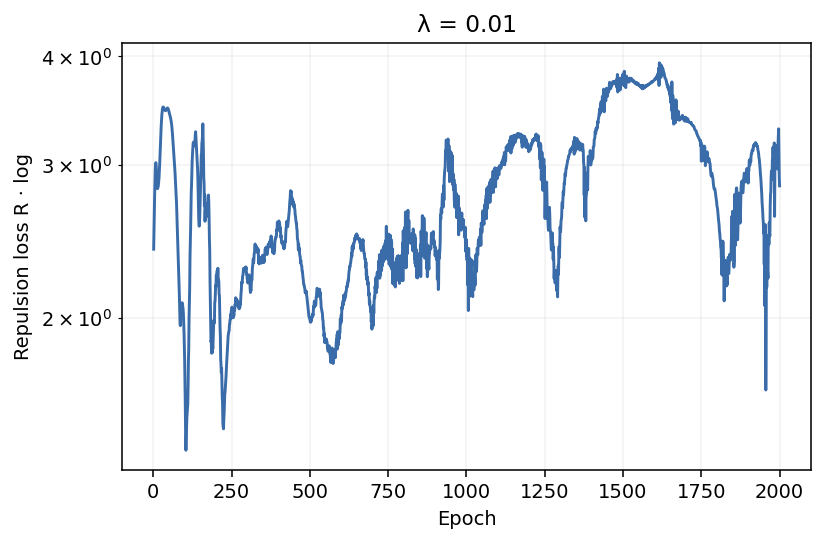 λ = 0.01
4 × 10⁰
3 × 10⁰
2 × 10⁰
Repulsion loss R · log
0 250 500 750 1000 1250 1500 1750 2000
Epoch